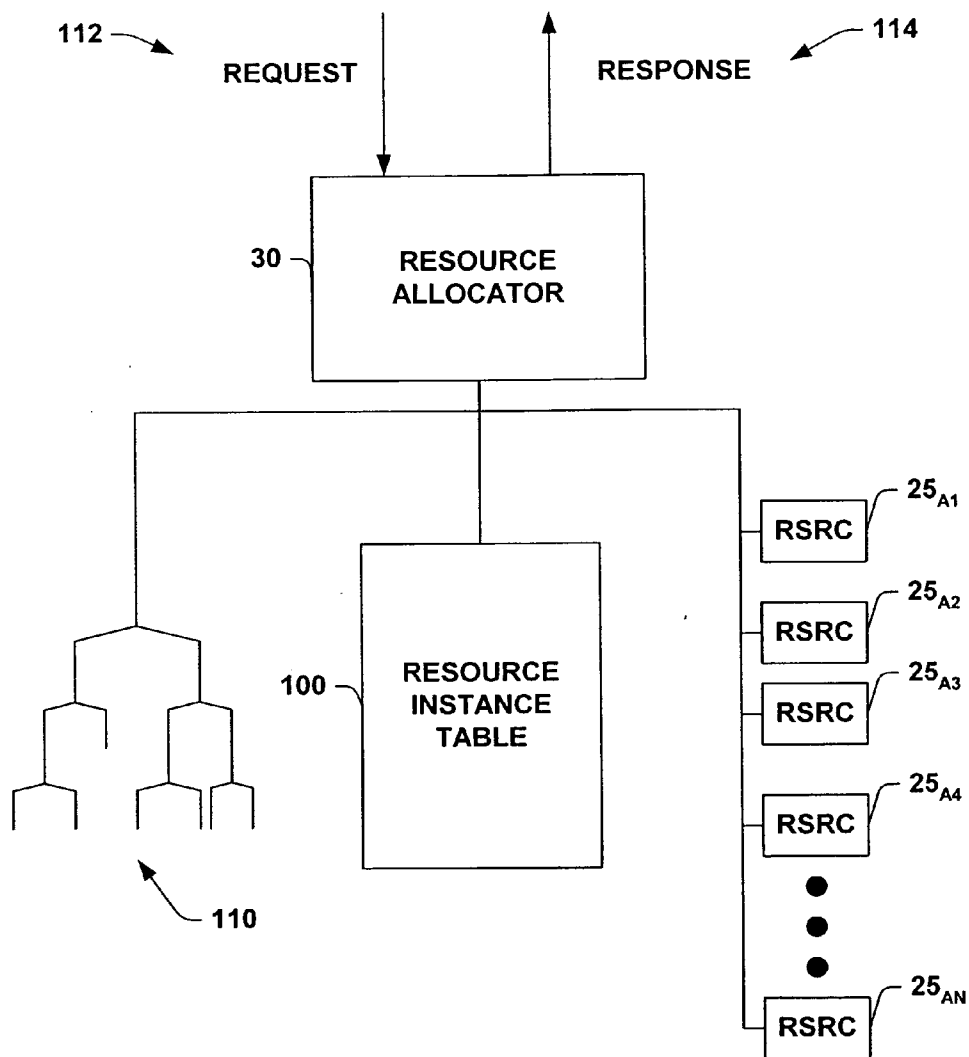 112
REQUEST
RESPONSE
114
30
RESOURCE
ALLOCATOR
25A1
RSRC
25A2
RSRC
100
RESOURCE
INSTANCE
TABLE
25A3
RSRC
25A4
RSRC
110
25AN
RSRC